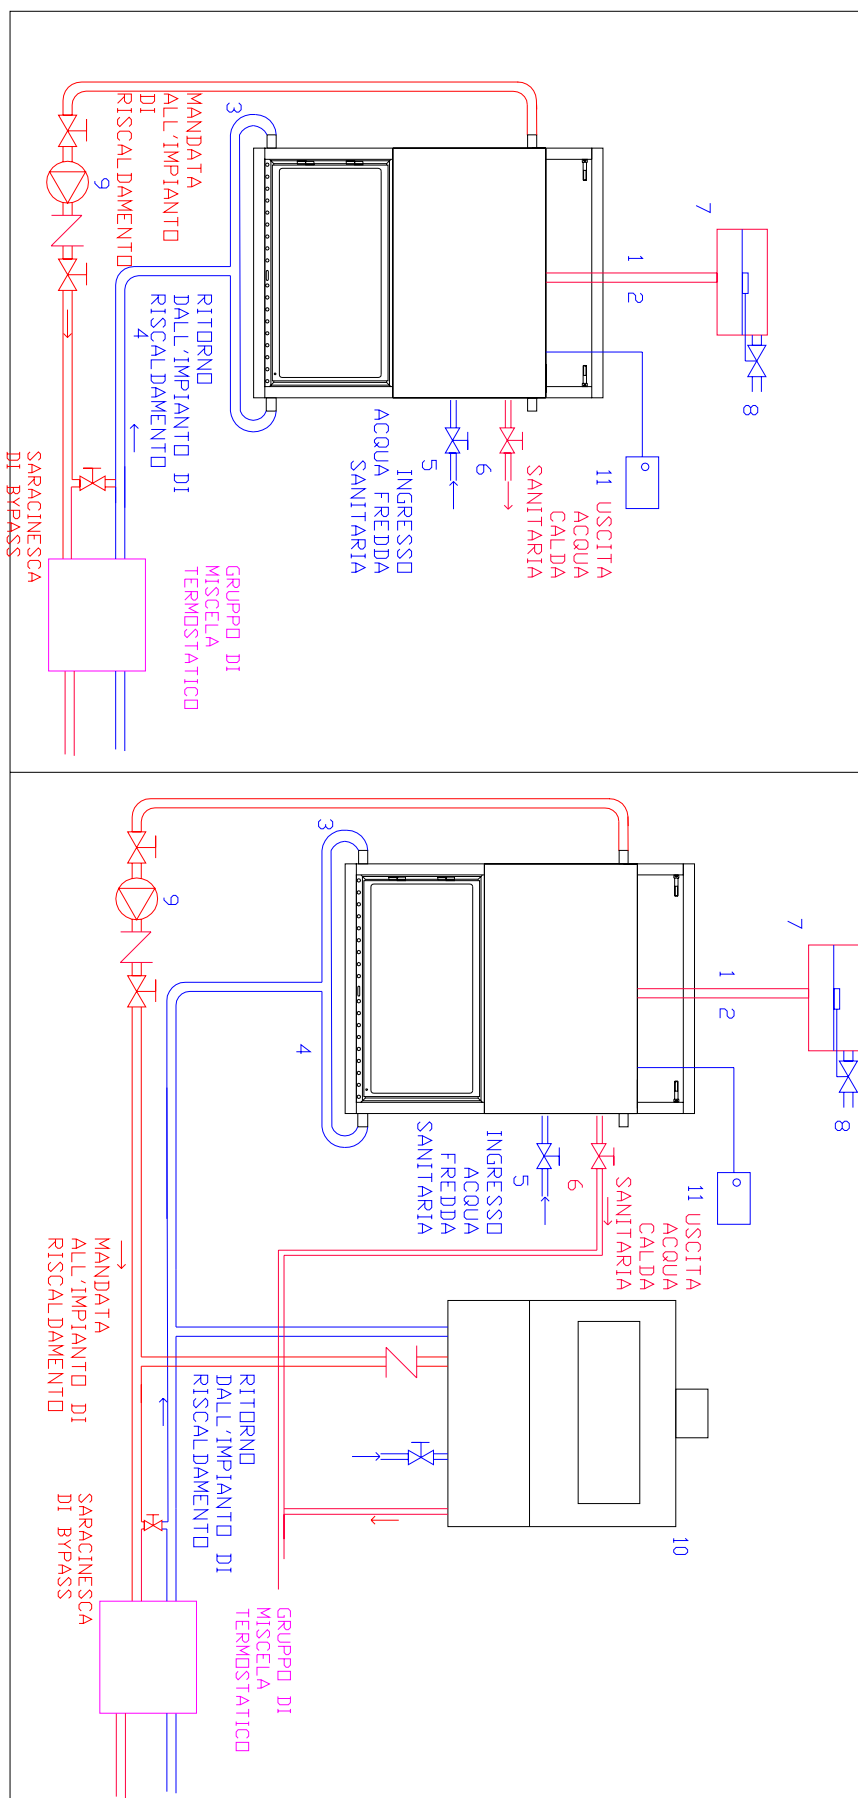 MANDATA
ALL'IMPIANTO
DI
RISCALDAMENTO
3
9
7
1
2
8
RITORNO
DALL'IMPIANTO DI
RISCALDAMENTO
4
INGRESSO
ACQUA FREDDA
SANITARIA
5
6
11 USCITA
ACQUA
CALDA
SANITARIA
SARACINESCA
DI BYPASS
GRUPPO DI
MISCELA
TERMOSTATICO
3
9
7
1
2
8
4
INGRESSO
ACQUA
FREDDA
SANITARIA
5
6
11 USCITA
ACQUA
CALDA
SANITARIA
MANDATA
ALL'IMPIANTO DI
RISCALDAMENTO
RITORNO
DALL'IMPIANTO DI
RISCALDAMENTO
10
SARACINESCA
DI BYPASS
GRUPPO DI
MISCELA
TERMOSTATICO